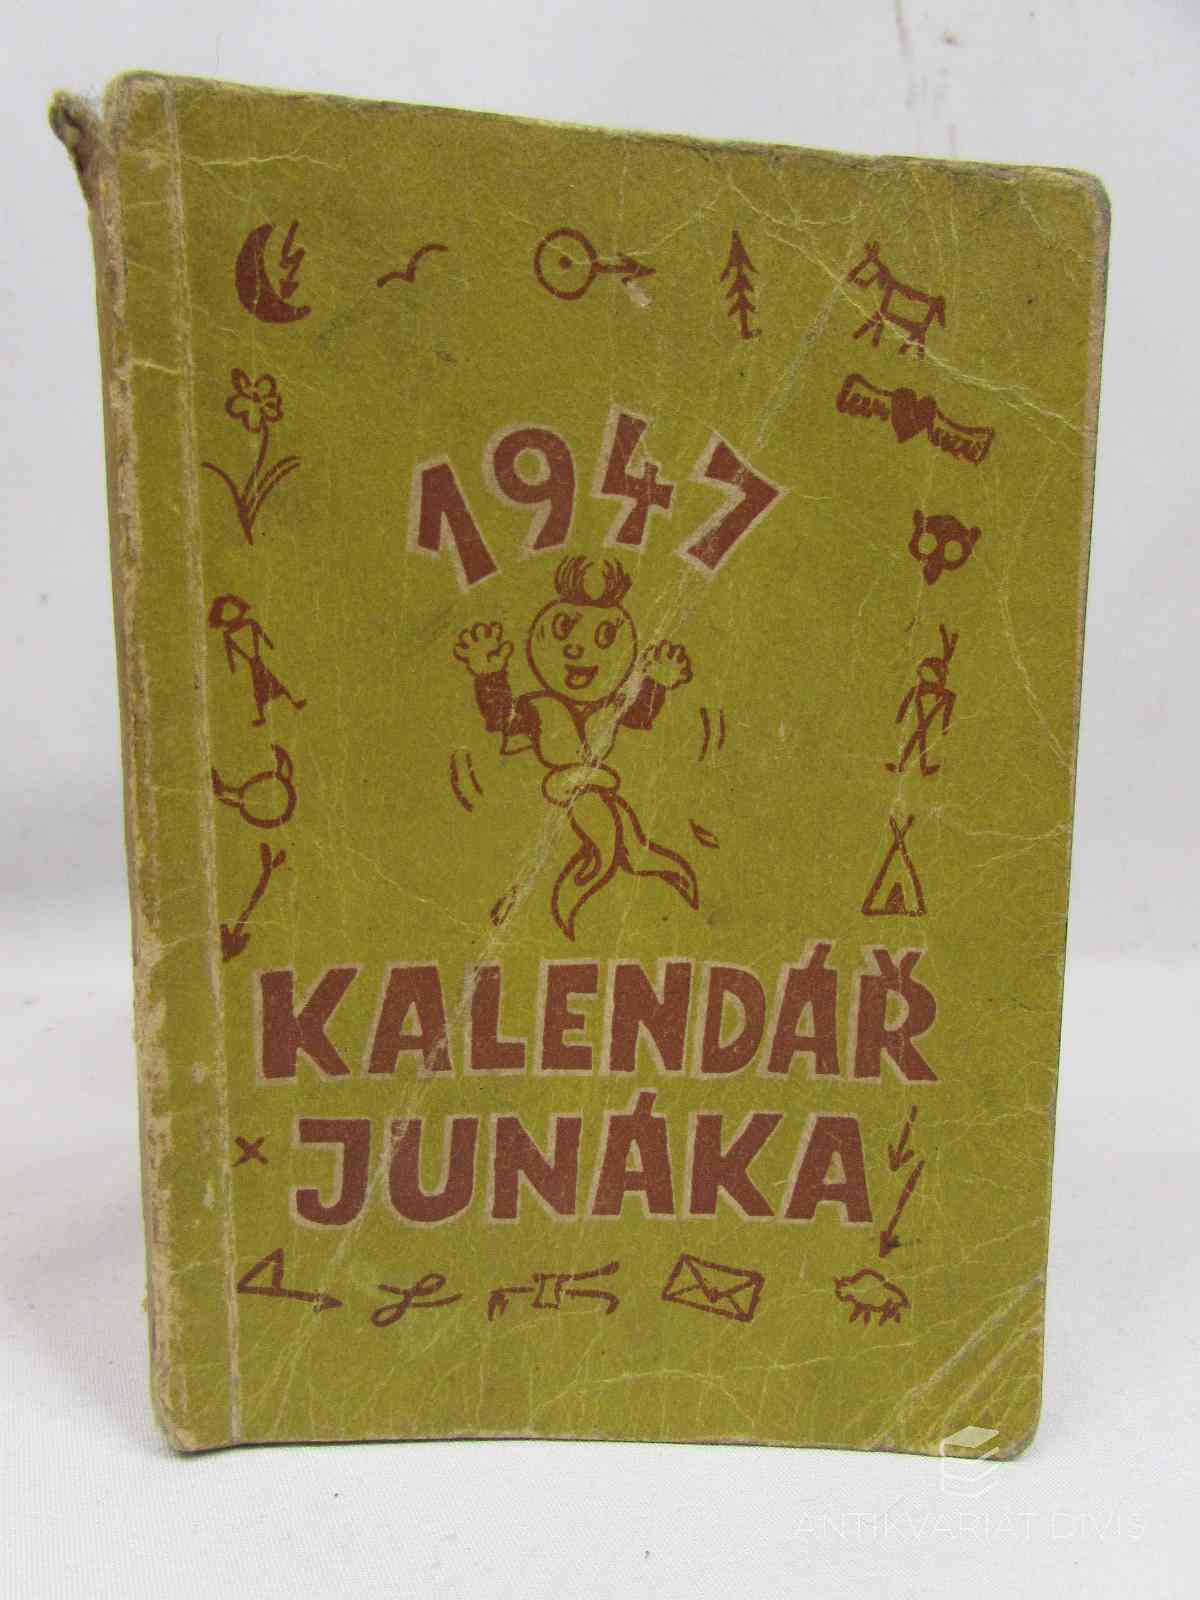 1947
KALENDÁŘ
JUNÁKA
ANTIKVARIÁT DIVIŠ